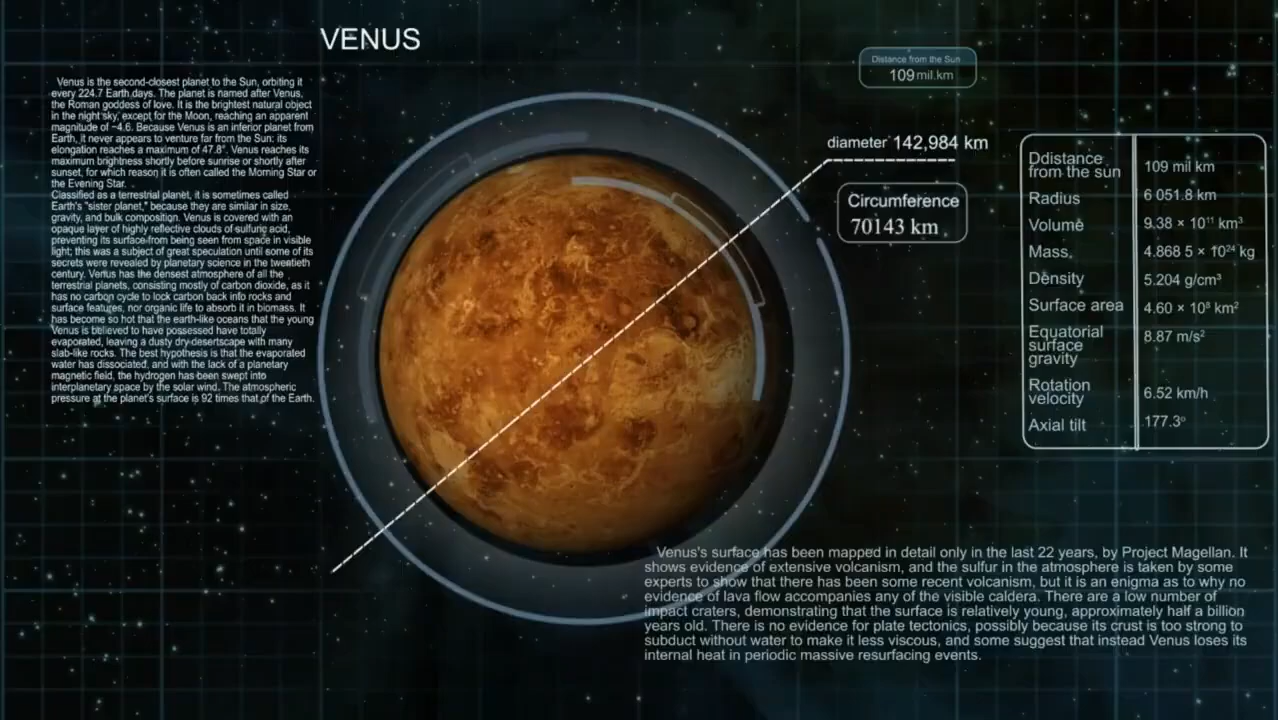 VENUS
Venus is the second-closest planet to the Sun, orbiting it
every 224.7 Earth days. The planet is named after Venus,
the Roman goddess of love. It is the brightest natural object
in the night sky, except for the Moon, reaching an apparent
magnitude of −4.6. Because Venus is an inferior planet from
Earth, it never appears to venture far from the Sun: its
elongation reaches a maximum of 47.8°. Venus reaches its
maximum brightness shortly before sunrise or shortly after
sunset, for which reason it is often called the Morning Star or
the Evening Star.
Classified as a terrestrial planet, it is sometimes called
Earth's "sister planet," because they are similar in size,
gravity, and bulk composition. Venus is covered with an
opaque layer of highly reflective clouds of sulfuric acid,
preventing its surface from being seen from space in visible
light; this was a subject of great speculation until some of its
secrets were revealed by planetary science in the twentieth
century. Venus has the densest atmosphere of all the
terrestrial planets, consisting mostly of carbon dioxide, as it
has no carbon cycle to lock carbon back into rocks and
surface features, nor organic life to absorb it in biomass. It
has become so hot that the earth-like oceans that the young
Venus is believed to have possessed have totally
evaporated, leaving a dusty dry desertscape with many
slab-like rocks. The best hypothesis is that the evaporated
water has dissociated, and with the lack of a planetary
magnetic field, the hydrogen has been swept into
interplanetary space by the solar wind. The atmospheric
pressure at the planet's surface is 92 times that of the Earth.
Distance from the Sun
109 mil.km
diameter 142,984 km
Circumference
70143 km
Ddistance
from the sun
109 mil km
Radius
6 051.8 km
Volume
9.38 × 10¹¹ km³
Mass
4.868 5 × 10²⁴ kg
Density
5.204 g/cm³
Surface area
4.60 × 10⁸ km²
Equatorial
surface
gravity
8.87 m/s²
Rotation
velocity
6.52 km/h
Axial tilt
177.3°
Venus's surface has been mapped in detail only in the last 22 years, by Project Magellan. It
shows evidence of extensive volcanism, and the sulfur in the atmosphere is taken by some
experts to show that there has been some recent volcanism, but it is an enigma as to why no
evidence of lava flow accompanies any of the visible caldera. There are a low number of
impact craters, demonstrating that the surface is relatively young, approximately half a billion
years old. There is no evidence for plate tectonics, possibly because its crust is too strong to
subduct without water to make it less viscous, and some suggest that instead Venus loses its
internal heat in periodic massive resurfacing events.